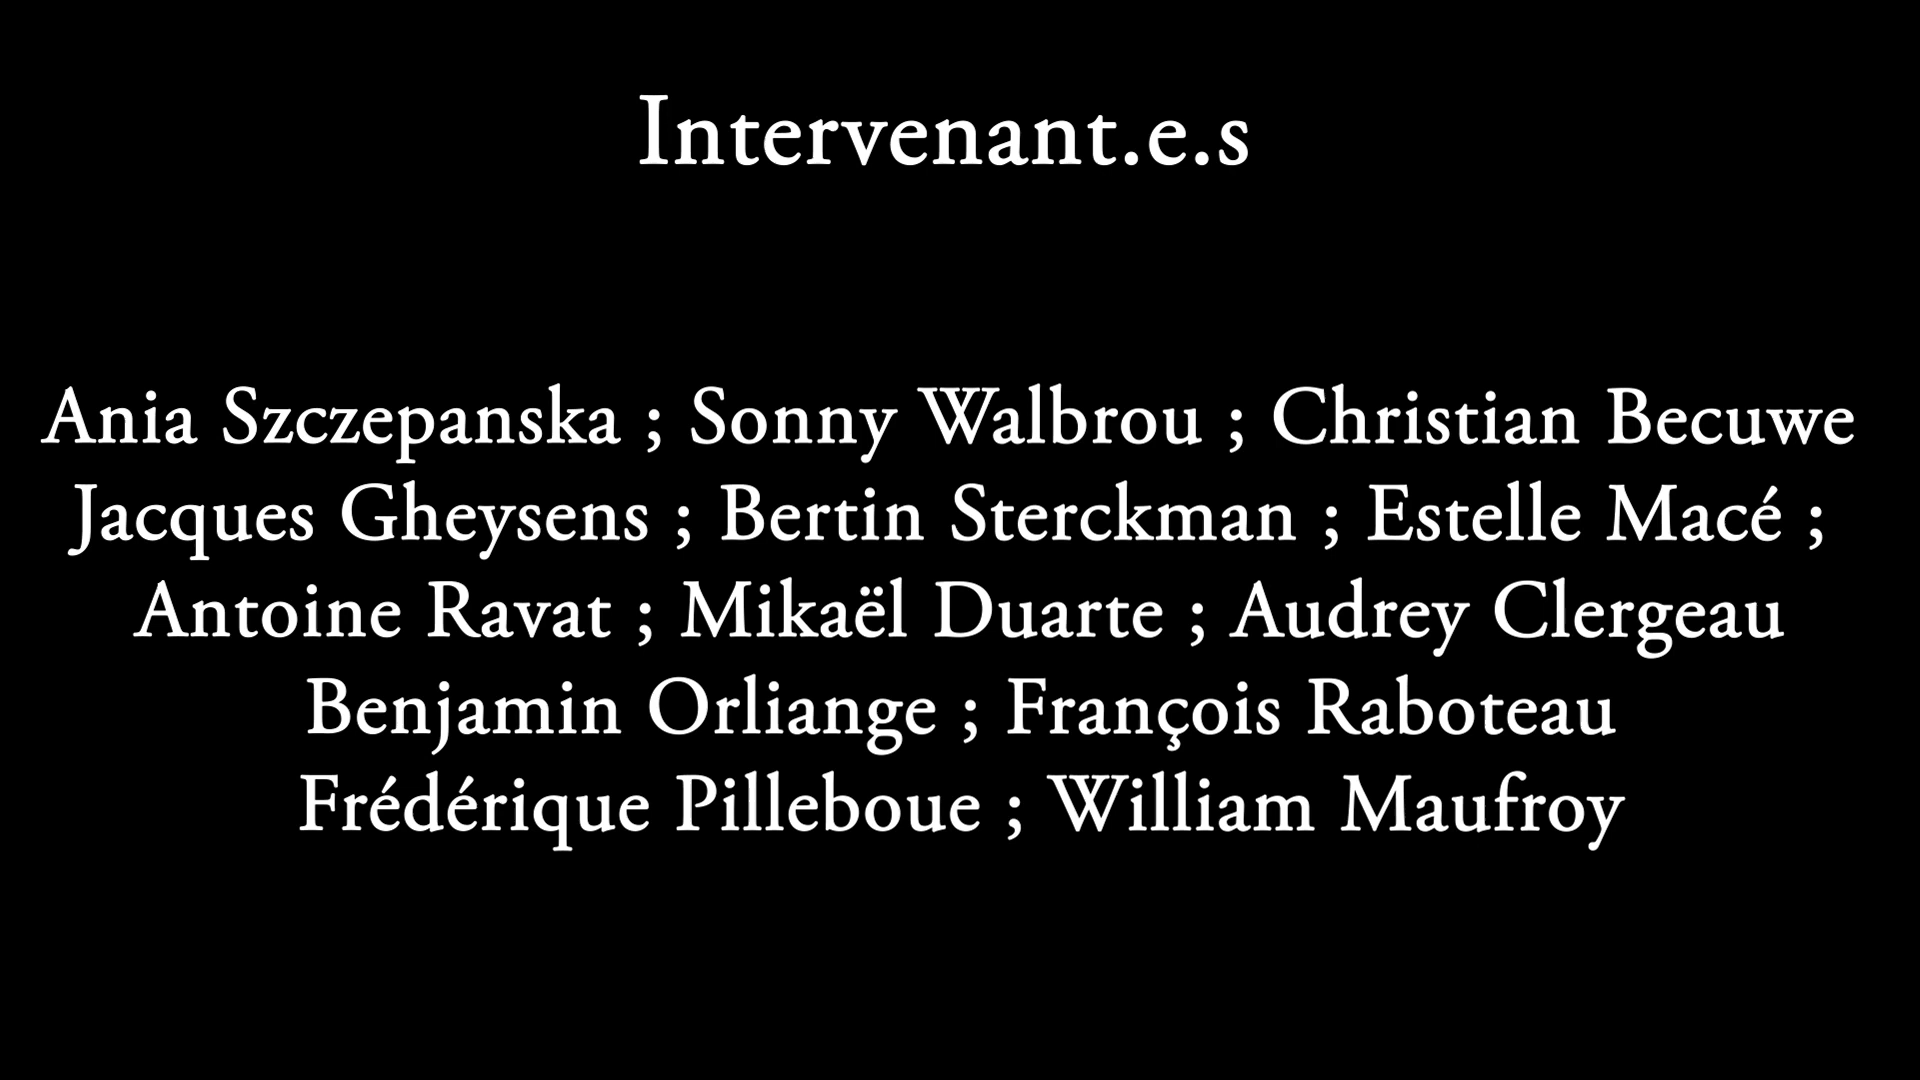 Intervenant.e.s
Ania Szczepanska ; Sonny Walbrou ; Christian Becuwe
Jacques Gheysens ; Bertin Sterckman ; Estelle Macé ;
Antoine Ravat ; Mikaël Duarte ; Audrey Clergeau
Benjamin Orliange ; François Raboteau
Frédérique Pilleboue ; William Maufroy